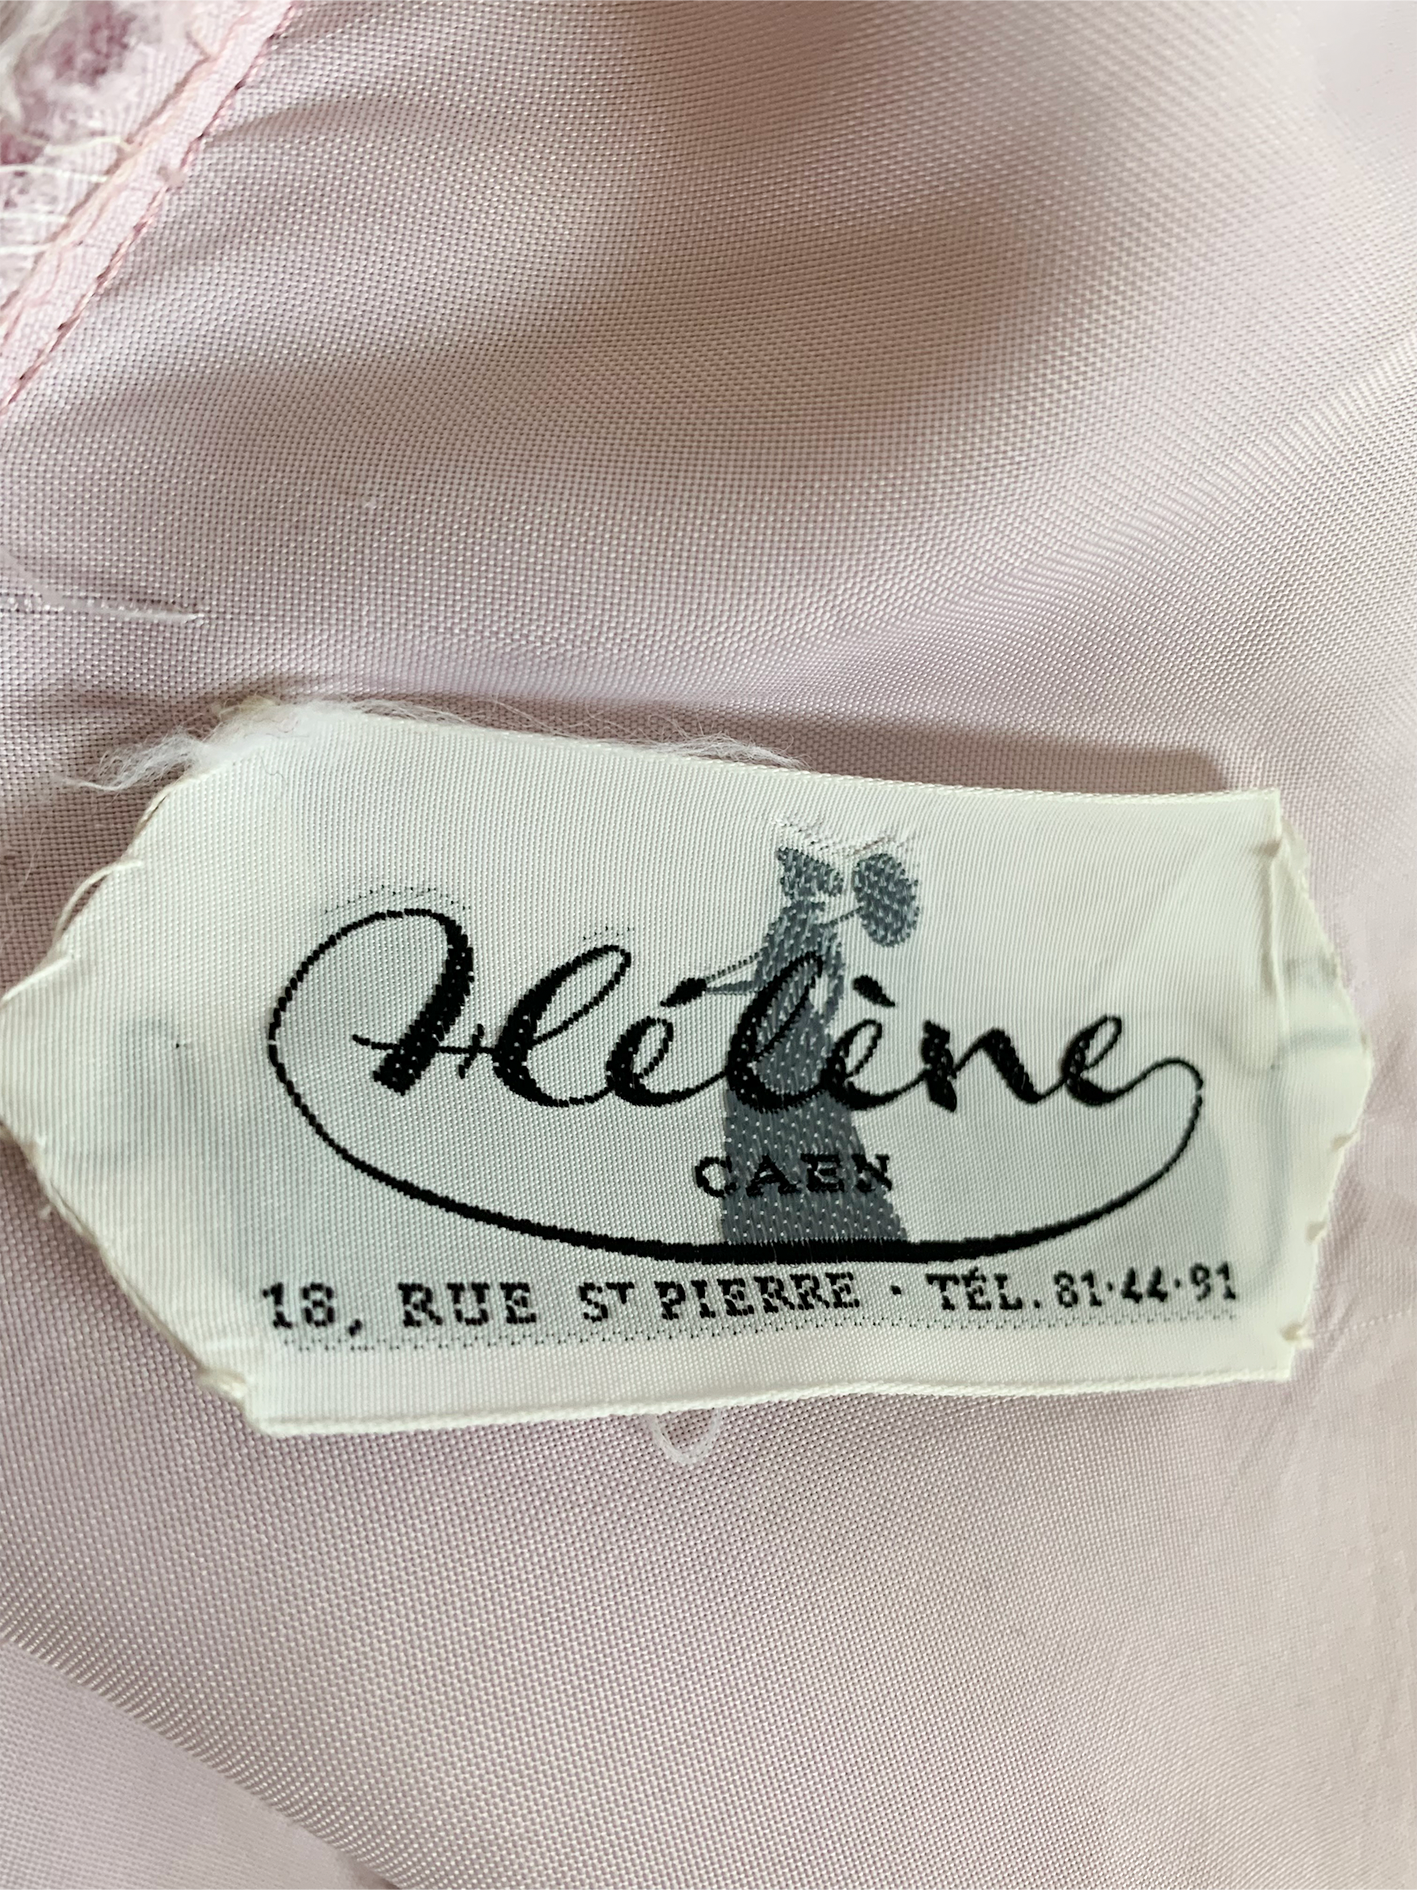 Hélène
CAEN
18, RUE ST PIERRE · TÉL. 81·44·91